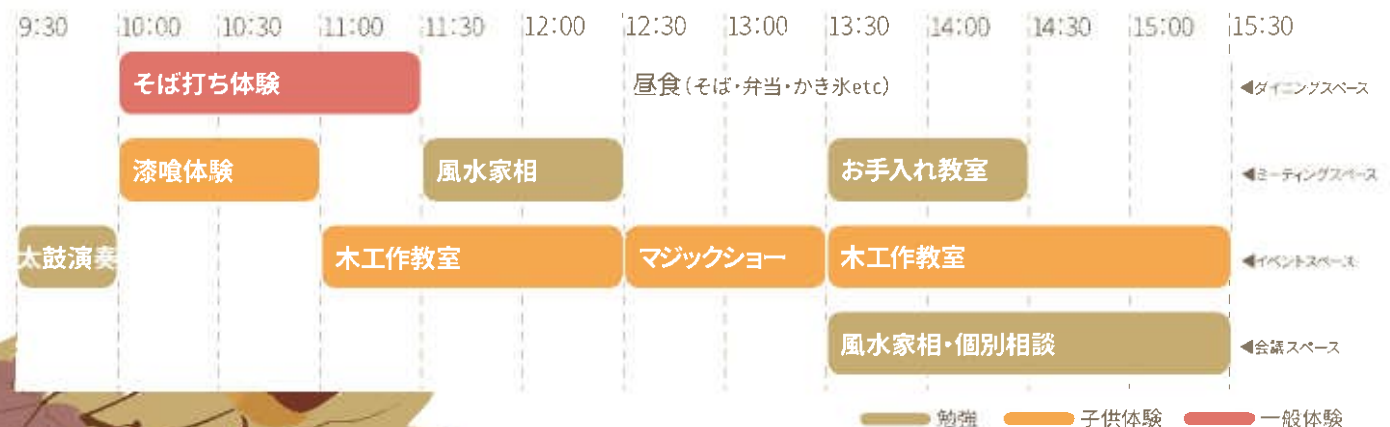 9:30 10:00 10:30 11:00 11:30 12:00 12:30 13:00 13:30 14:00 14:30 15:00 15:30
そば打ち体験 昼食(そば・弁当・かき氷etc) ◀ダイニングスペース
漆喰体験 風水家相 お手入れ教室 ◀ミーティングスペース
太鼓演奏 木工作教室 マジックショー 木工作教室 ◀イベントスペース
風水家相・個別相談 ◀会議スペース
勉強 子供体験 一般体験